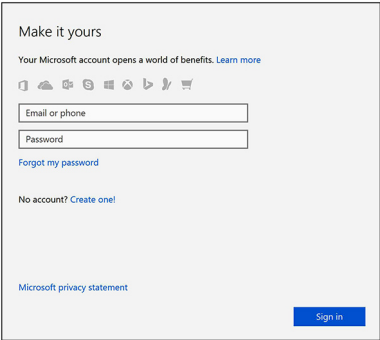 Make it yours
Your Microsoft account opens a world of benefits. Learn more
Email or phone
Password
Forgot my password
No account? Create one!
Microsoft privacy statement
Sign in